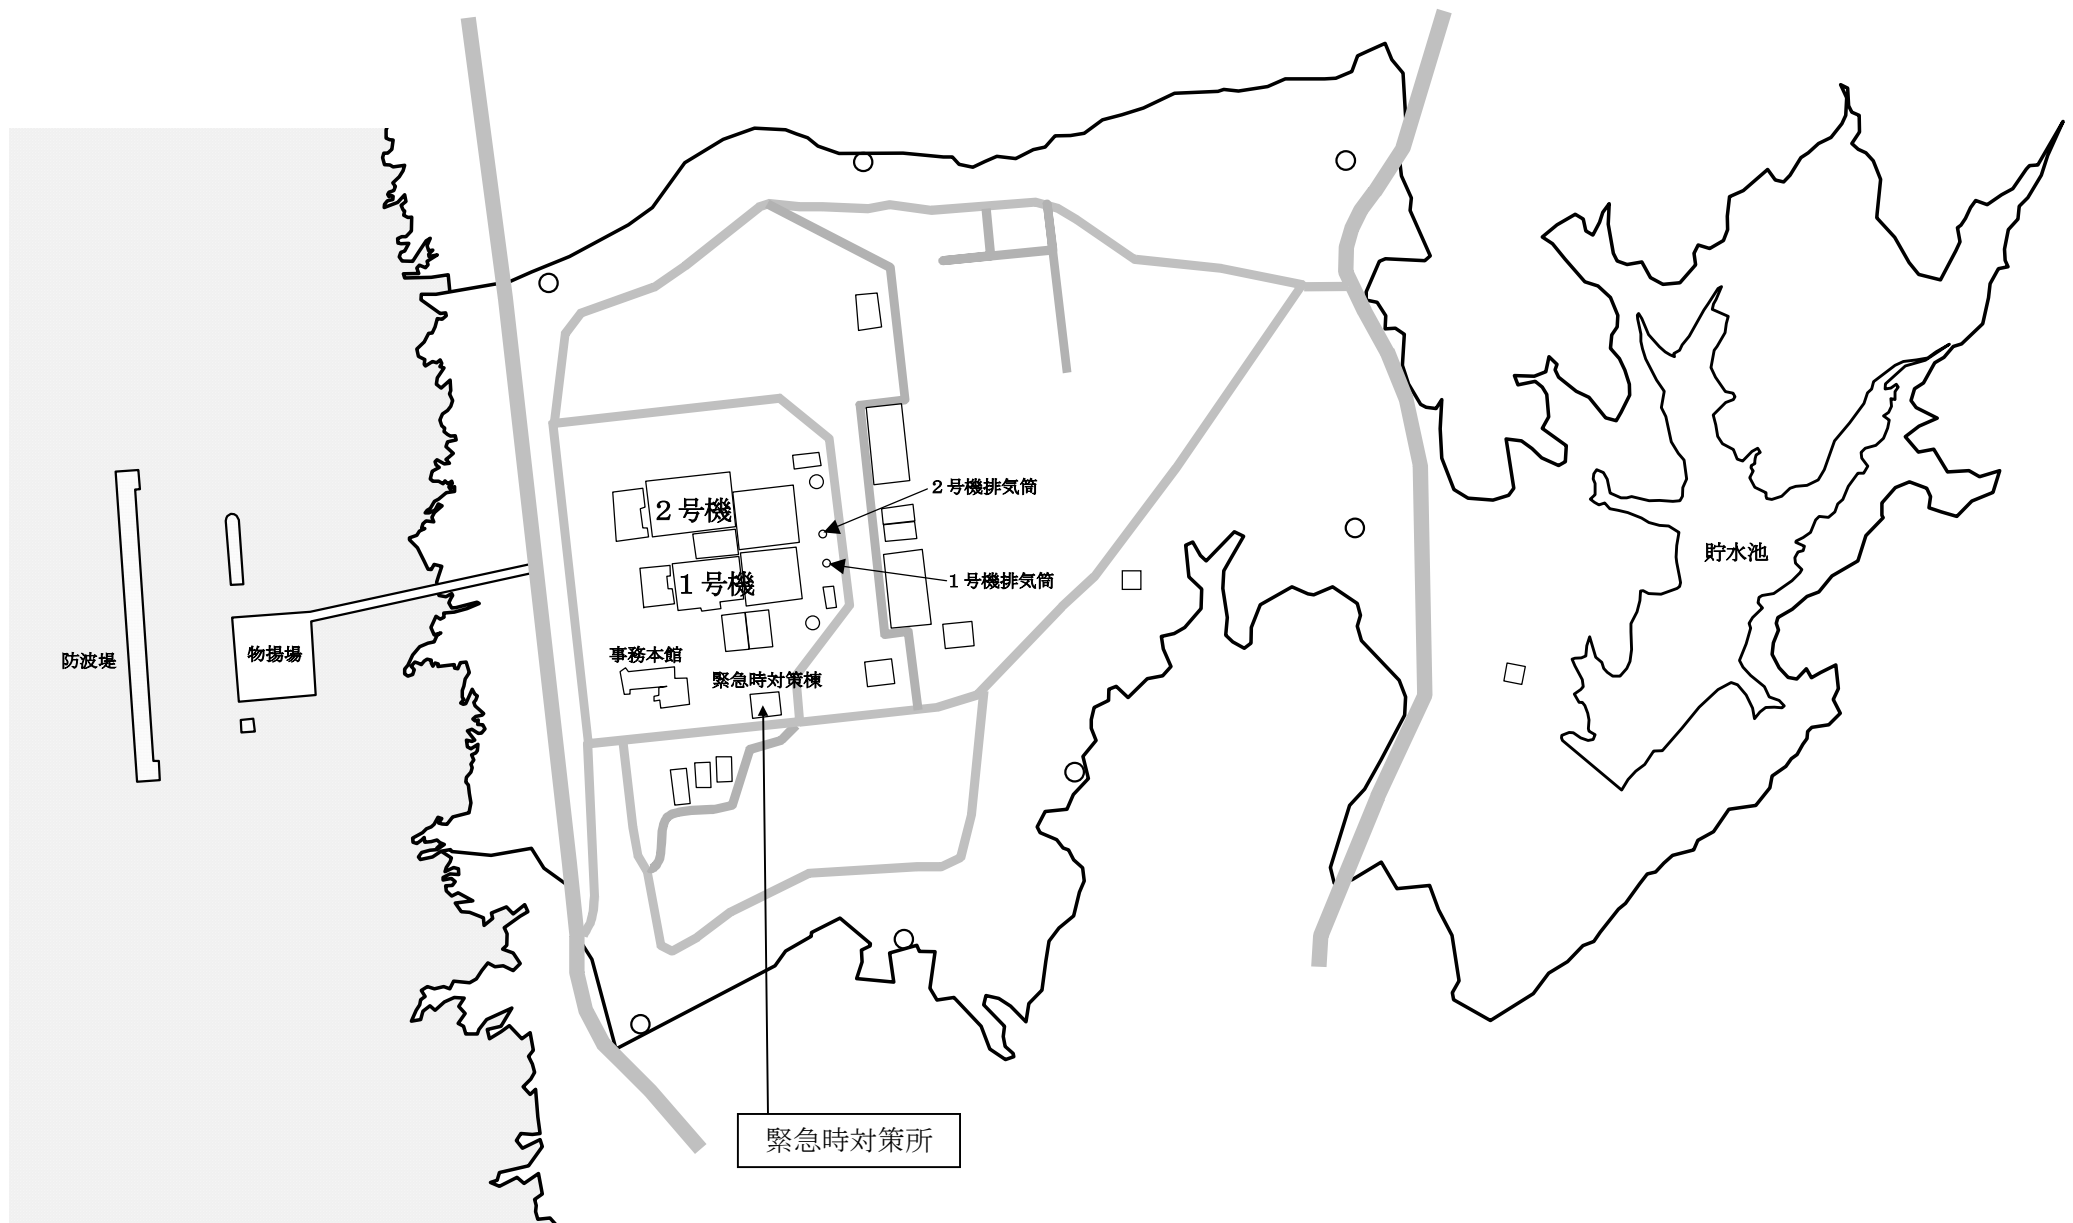 ２号機排気筒
２号機
貯水池
１号機
１号機排気筒
事務本館
物揚場
防波堤
緊急時対策棟
緊急時対策所